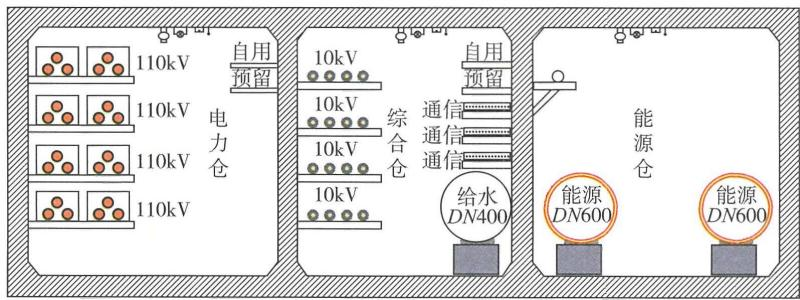 110kV
110kV
110kV
110kV
自用
预留
电力仓
10kV
10kV
10kV
10kV
综合仓
自用
预留
通信
通信
通信
给水
DN400
能源仓
能源
DN600
能源
DN600